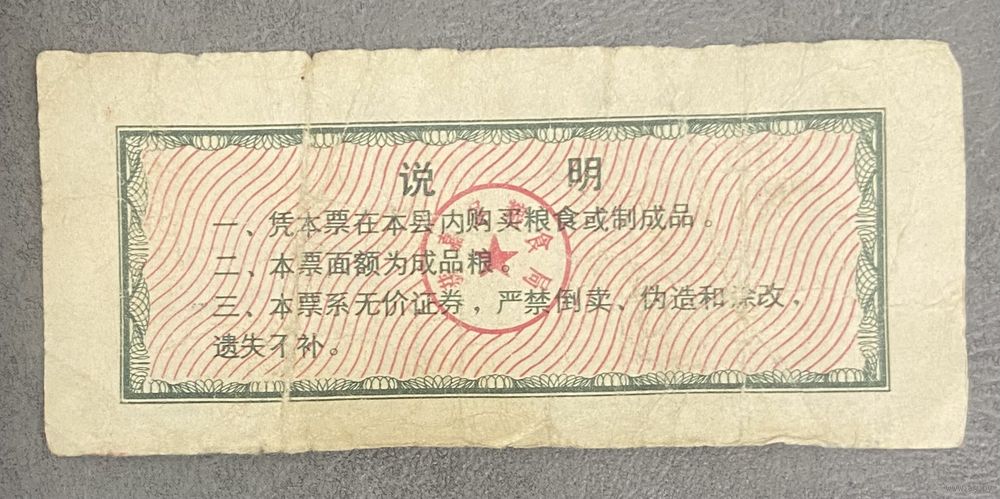 说 明
一、凭本票在本县内购买粮食或制成品。
二、本票面额为成品粮。
三、本票系无价证券,严禁倒卖、伪造和涂改,
遗失不补。
食局